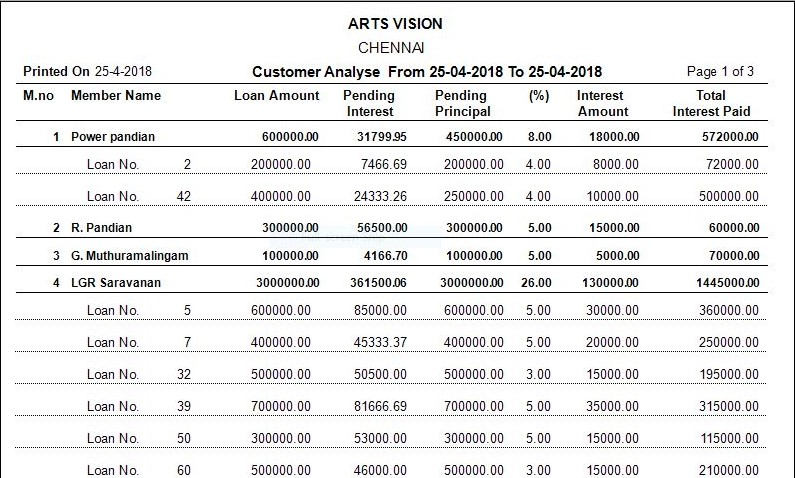 ARTS VISION
CHENNAI
Printed On 25-4-2018 Customer Analyse From 25-04-2018 To 25-04-2018 Page 1 of 3
M.no Member Name Loan Amount Pending Interest Pending Principal (%) Interest Amount Total Interest Paid
1 Power pandian 600000.00 31799.95 450000.00 8.00 18000.00 572000.00
Loan No. 2 200000.00 7466.69 200000.00 4.00 8000.00 72000.00
Loan No. 42 400000.00 24333.26 250000.00 4.00 10000.00 500000.00
2 R. Pandian 300000.00 56500.00 300000.00 5.00 15000.00 60000.00
3 G. Muthuramalingam 100000.00 4166.70 100000.00 5.00 5000.00 70000.00
4 LGR Saravanan 3000000.00 361500.06 3000000.00 26.00 130000.00 1445000.00
Loan No. 5 600000.00 85000.00 600000.00 5.00 30000.00 360000.00
Loan No. 7 400000.00 45333.37 400000.00 5.00 20000.00 250000.00
Loan No. 32 500000.00 50500.00 500000.00 3.00 15000.00 195000.00
Loan No. 39 700000.00 81666.69 700000.00 5.00 35000.00 315000.00
Loan No. 50 300000.00 53000.00 300000.00 5.00 15000.00 115000.00
Loan No. 60 500000.00 46000.00 500000.00 3.00 15000.00 210000.00